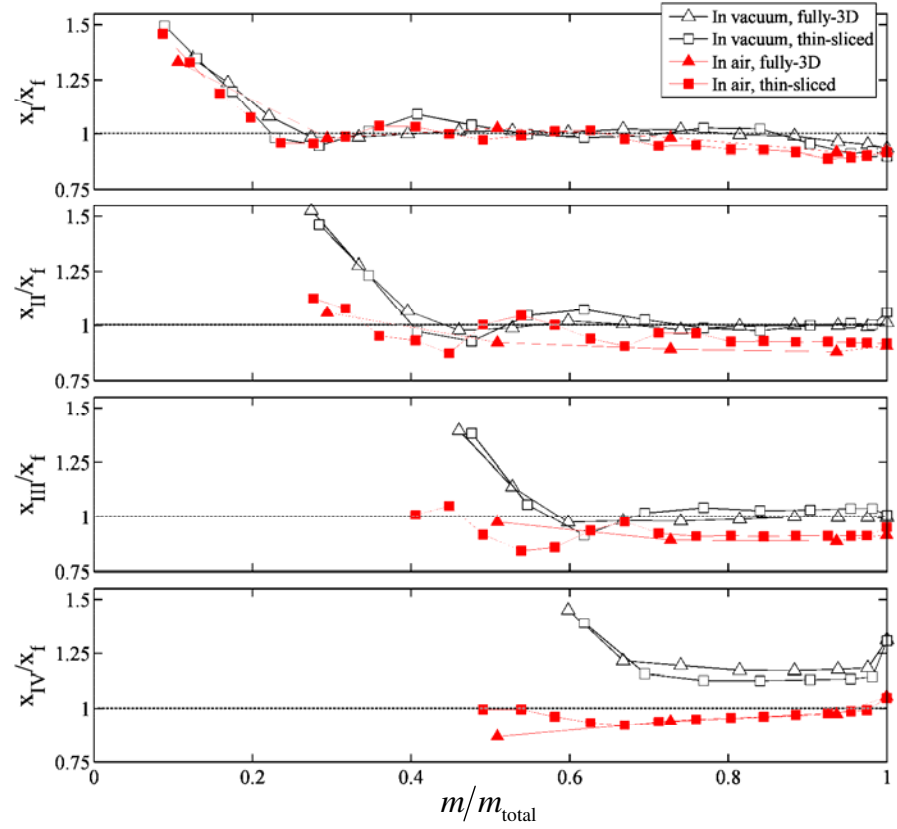 In vacuum, fully-3D
In vacuum, thin-sliced
In air, fully-3D
In air, thin-sliced
1.5
1.25
1
0.75
x_I/x_f
1.5
1.25
1
0.75
x_II/x_f
1.5
1.25
1
0.75
x_III/x_f
1.5
1.25
1
0.75
x_IV/x_f
0 0.2 0.4 0.6 0.8 1
m/m_total